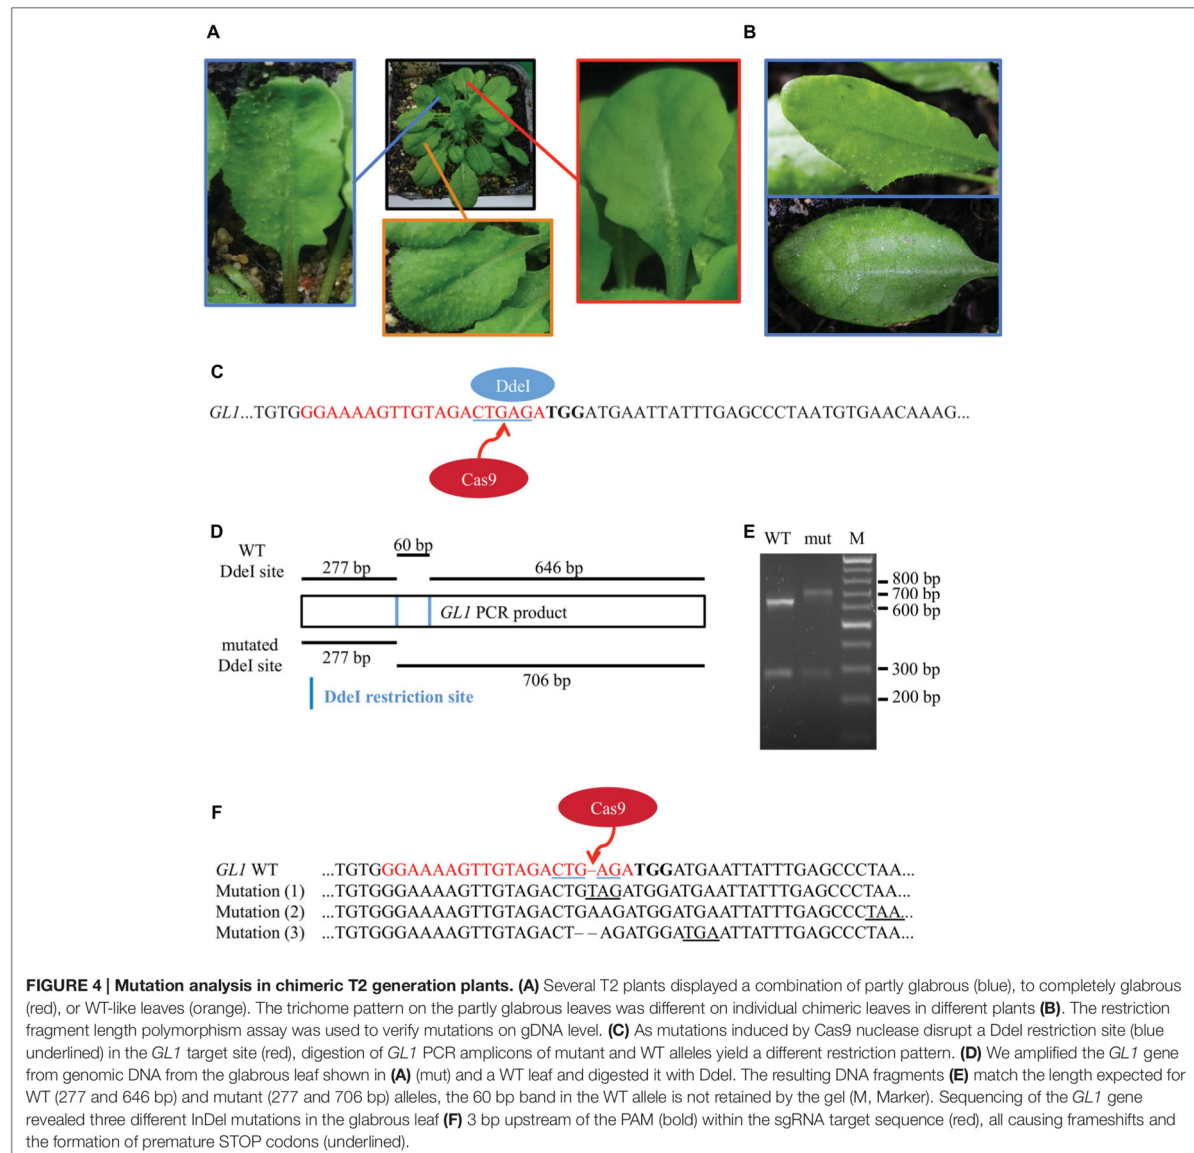 A
B
C
DdeI
GL1...TGTGGGAAAAGTTGTAGACTGAGATGGATGAATTATTTGAGCCCTAATGTGAACAAAG...
Cas9
D
WT
DdeI site
277 bp
60 bp
646 bp
GL1 PCR product
mutated
DdeI site
277 bp
706 bp
DdeI restriction site
E
WT mut M
800 bp
700 bp
600 bp
300 bp
200 bp
F
Cas9
GL1 WT ...TGTGGGAAAAGTTGTAGACTG–AGATGGATGAATTATTTGAGCCCTAA...
Mutation (1) ...TGTGGGAAAAGTTGTAGACTGTAGATGGATGAATTATTTGAGCCCTAA...
Mutation (2) ...TGTGGGAAAAGTTGTAGACTGAAGATGGATGAATTATTTGAGCCCTAA...
Mutation (3) ...TGTGGGAAAAGTTGTAGACT– –AGATGGATGAATTATTTGAGCCCTAA...
FIGURE 4 | Mutation analysis in chimeric T2 generation plants. (A) Several T2 plants displayed a combination of partly glabrous (blue), to completely glabrous
(red), or WT-like leaves (orange). The trichome pattern on the partly glabrous leaves was different on individual chimeric leaves in different plants (B). The restriction
fragment length polymorphism assay was used to verify mutations on gDNA level. (C) As mutations induced by Cas9 nuclease disrupt a DdeI restriction site (blue
underlined) in the GL1 target site (red), digestion of GL1 PCR amplicons of mutant and WT alleles yield a different restriction pattern. (D) We amplified the GL1 gene
from genomic DNA from the glabrous leaf shown in (A) (mut) and a WT leaf and digested it with DdeI. The resulting DNA fragments (E) match the length expected for
WT (277 and 646 bp) and mutant (277 and 706 bp) alleles, the 60 bp band in the WT allele is not retained by the gel (M, Marker). Sequencing of the GL1 gene
revealed three different InDel mutations in the glabrous leaf (F) 3 bp upstream of the PAM (bold) within the sgRNA target sequence (red), all causing frameshifts and
the formation of premature STOP codons (underlined).